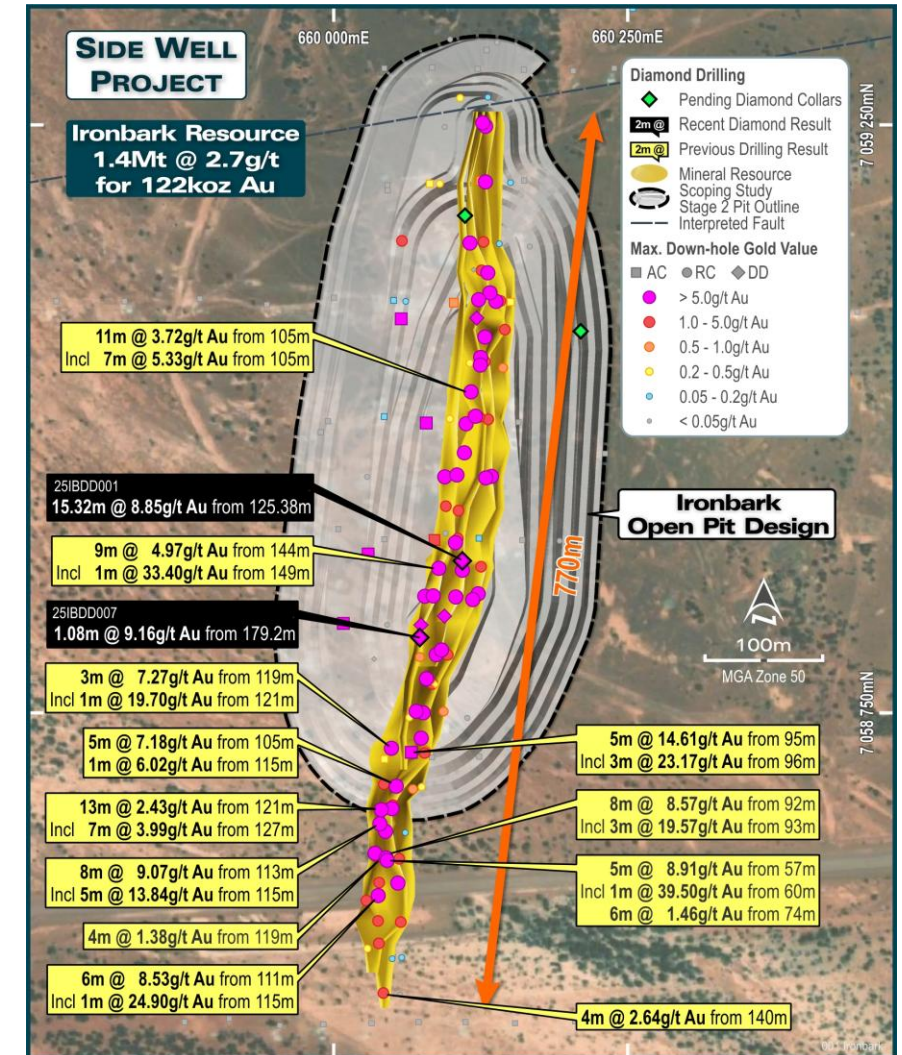 SIDE WELL
PROJECT
Ironbark Resource
1.4Mt @ 2.7g/t
for 122koz Au
660 000mE
660 250mE
7 059 250mN
7 058 750mN
Diamond Drilling
Pending Diamond Collars
2m @ Recent Diamond Result
2m @ Previous Drilling Result
Mineral Resource
Scoping Study
Stage 2 Pit Outline
Interpreted Fault
Max. Down-hole Gold Value
AC RC DD
> 5.0g/t Au
1.0 - 5.0g/t Au
0.5 - 1.0g/t Au
0.2 - 0.5g/t Au
0.05 - 0.2g/t Au
< 0.05g/t Au
11m @ 3.72g/t Au from 105m
Incl 7m @ 5.33g/t Au from 105m
25IBDD001
15.32m @ 8.85g/t Au from 125.38m
9m @ 4.97g/t Au from 144m
Incl 1m @ 33.40g/t Au from 149m
25IBDD007
1.08m @ 9.16g/t Au from 179.2m
3m @ 7.27g/t Au from 119m
Incl 1m @ 19.70g/t Au from 121m
5m @ 7.18g/t Au from 105m
1m @ 6.02g/t Au from 115m
13m @ 2.43g/t Au from 121m
Incl 7m @ 3.99g/t Au from 127m
8m @ 9.07g/t Au from 113m
Incl 5m @ 13.84g/t Au from 115m
4m @ 1.38g/t Au from 119m
6m @ 8.53g/t Au from 111m
Incl 1m @ 24.90g/t Au from 115m
Ironbark
Open Pit Design
770m
100m
MGA Zone 50
5m @ 14.61g/t Au from 95m
Incl 3m @ 23.17g/t Au from 96m
8m @ 8.57g/t Au from 92m
Incl 3m @ 19.57g/t Au from 93m
5m @ 8.91g/t Au from 57m
Incl 1m @ 39.50g/t Au from 60m
6m @ 1.46g/t Au from 74m
4m @ 2.64g/t Au from 140m